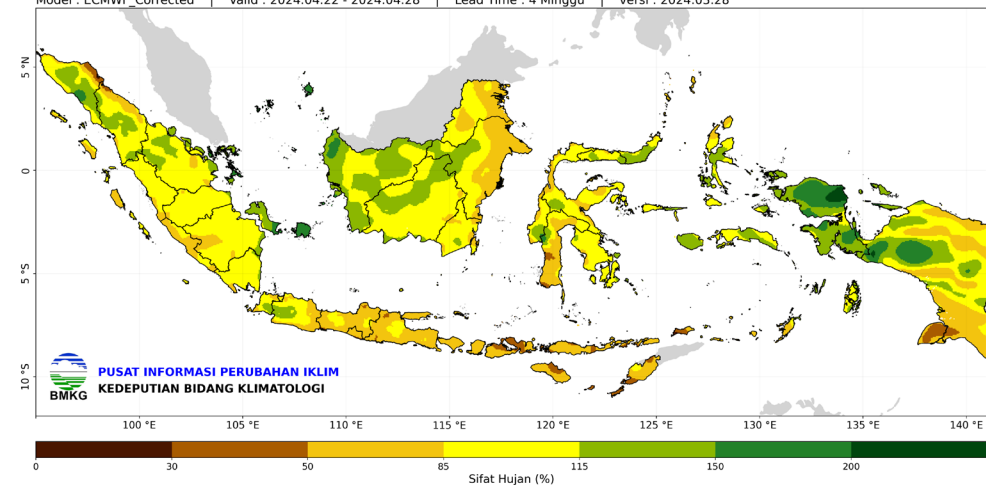 Model : ECMWF_Corrected | Valid : 2024.04.22 - 2024.04.28 | Lead Time : 4 Minggu | Versi : 2024.03.28
5 °N
0
5 °S
10 °S
PUSAT INFORMASI PERUBAHAN IKLIM
KEDEPUTIAN BIDANG KLIMATOLOGI
BMKG
100 °E 105 °E 110 °E 115 °E 120 °E 125 °E 130 °E 135 °E 140 °E
0 30 50 85 115 150 200
Sifat Hujan (%)